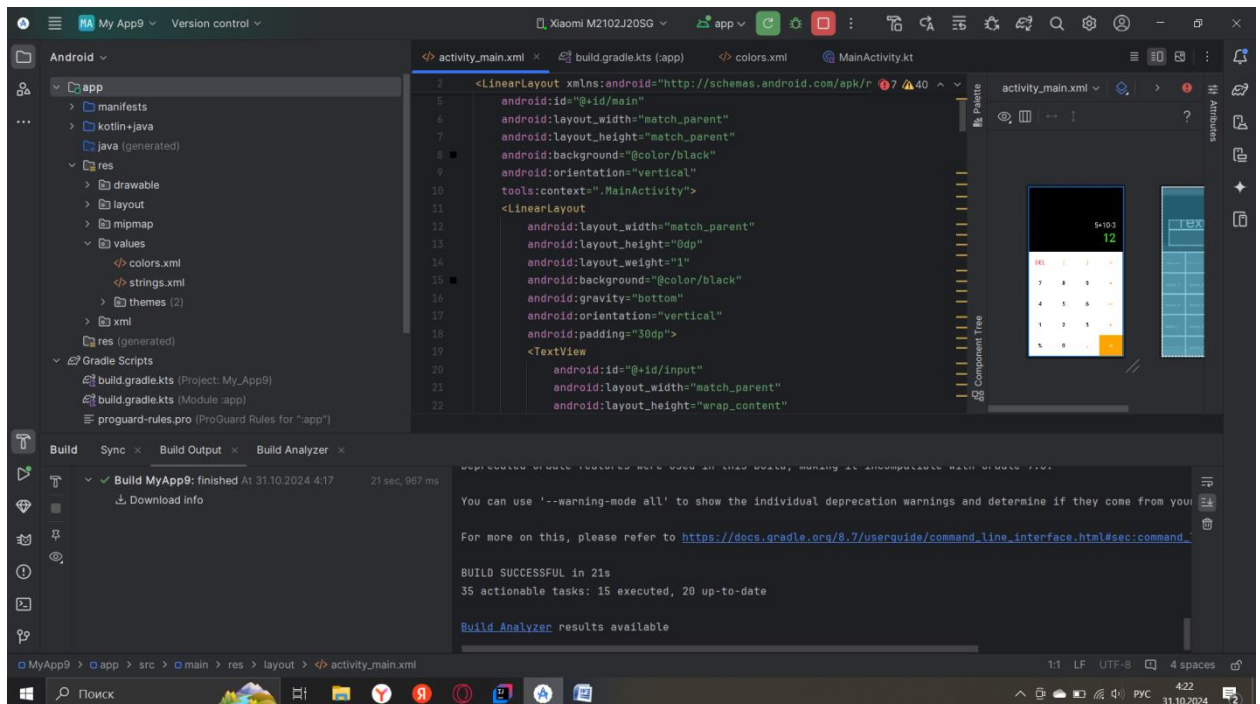 MA My App9 Version control
Xiaomi M2102J20SG
app
Android
activity_main.xml
build.gradle.kts (:app)
colors.xml
MainActivity.kt
app
manifests
kotlin+java
java (generated)
res
drawable
layout
mipmap
values
colors.xml
strings.xml
themes (2)
xml
res (generated)
Gradle Scripts
build.gradle.kts (Project: My_App9)
build.gradle.kts (Module :app)
proguard-rules.pro (ProGuard Rules for ":app")
2 <LinearLayout xmlns:android="http://schemas.android.com/apk/r 7 40
5 android:id="@+id/main"
6 android:layout_width="match_parent"
7 android:layout_height="match_parent"
8 android:background="@color/black"
9 android:orientation="vertical"
10 tools:context=".MainActivity">
11 <LinearLayout
12 android:layout_width="match_parent"
13 android:layout_height="0dp"
14 android:layout_weight="1"
15 android:background="@color/black"
16 android:gravity="bottom"
17 android:orientation="vertical"
18 android:padding="30dp">
19 <TextView
20 android:id="@+id/input"
21 android:layout_width="match_parent"
22 android:layout_height="wrap_content"
Palette
Component Tree
activity_main.xml
Attributes
5+10-3
12
DEL
7 8 9
4 5 6
1 2 3
% 0 .
Build
Sync
Build Output
Build Analyzer
Build MyApp9: finished At 31.10.2024 4:17 21 sec, 967 ms
Download info
You can use '--warning-mode all' to show the individual deprecation warnings and determine if they come from your
For more on this, please refer to https://docs.gradle.org/8.7/userguide/command_line_interface.html#sec:command_
BUILD SUCCESSFUL in 21s
35 actionable tasks: 15 executed, 20 up-to-date
Build Analyzer results available
MyApp9 > app > src > main > res > layout > activity_main.xml
1:1 LF UTF-8 4 spaces
Поиск
РУС
4:22
31.10.2024